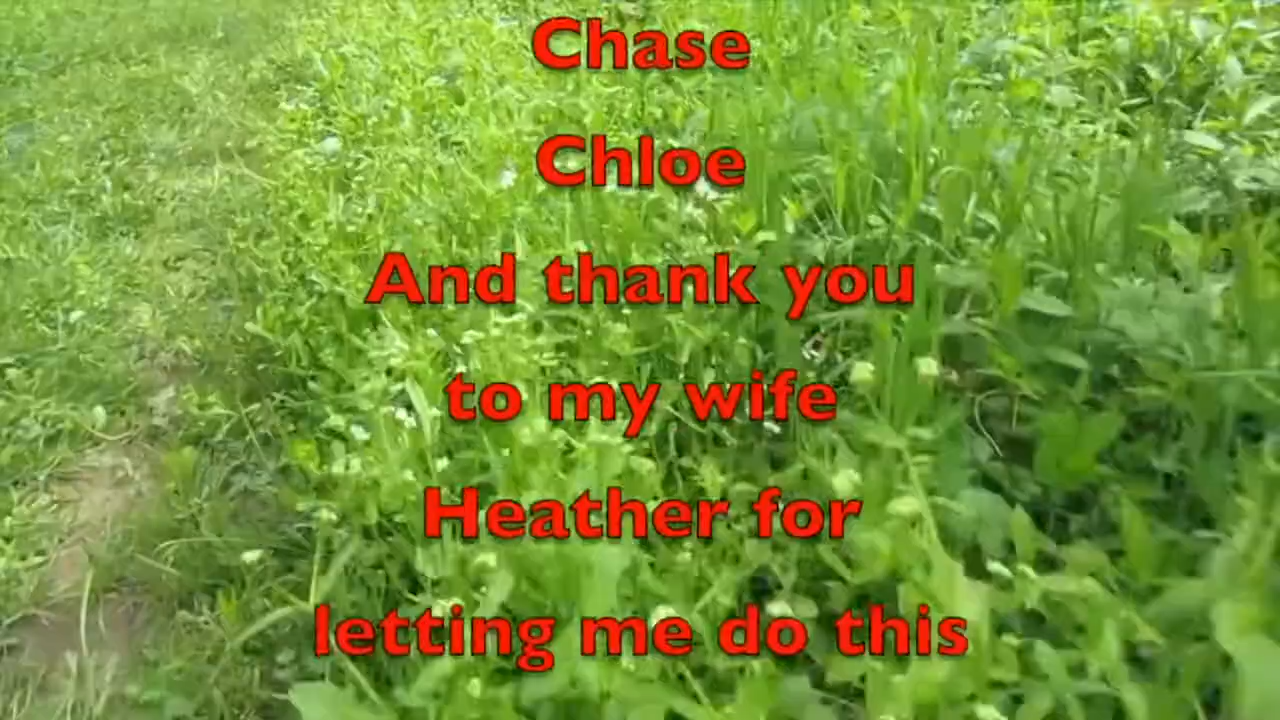 Chase
Chloe
And thank you
to my wife
Heather for
letting me do this